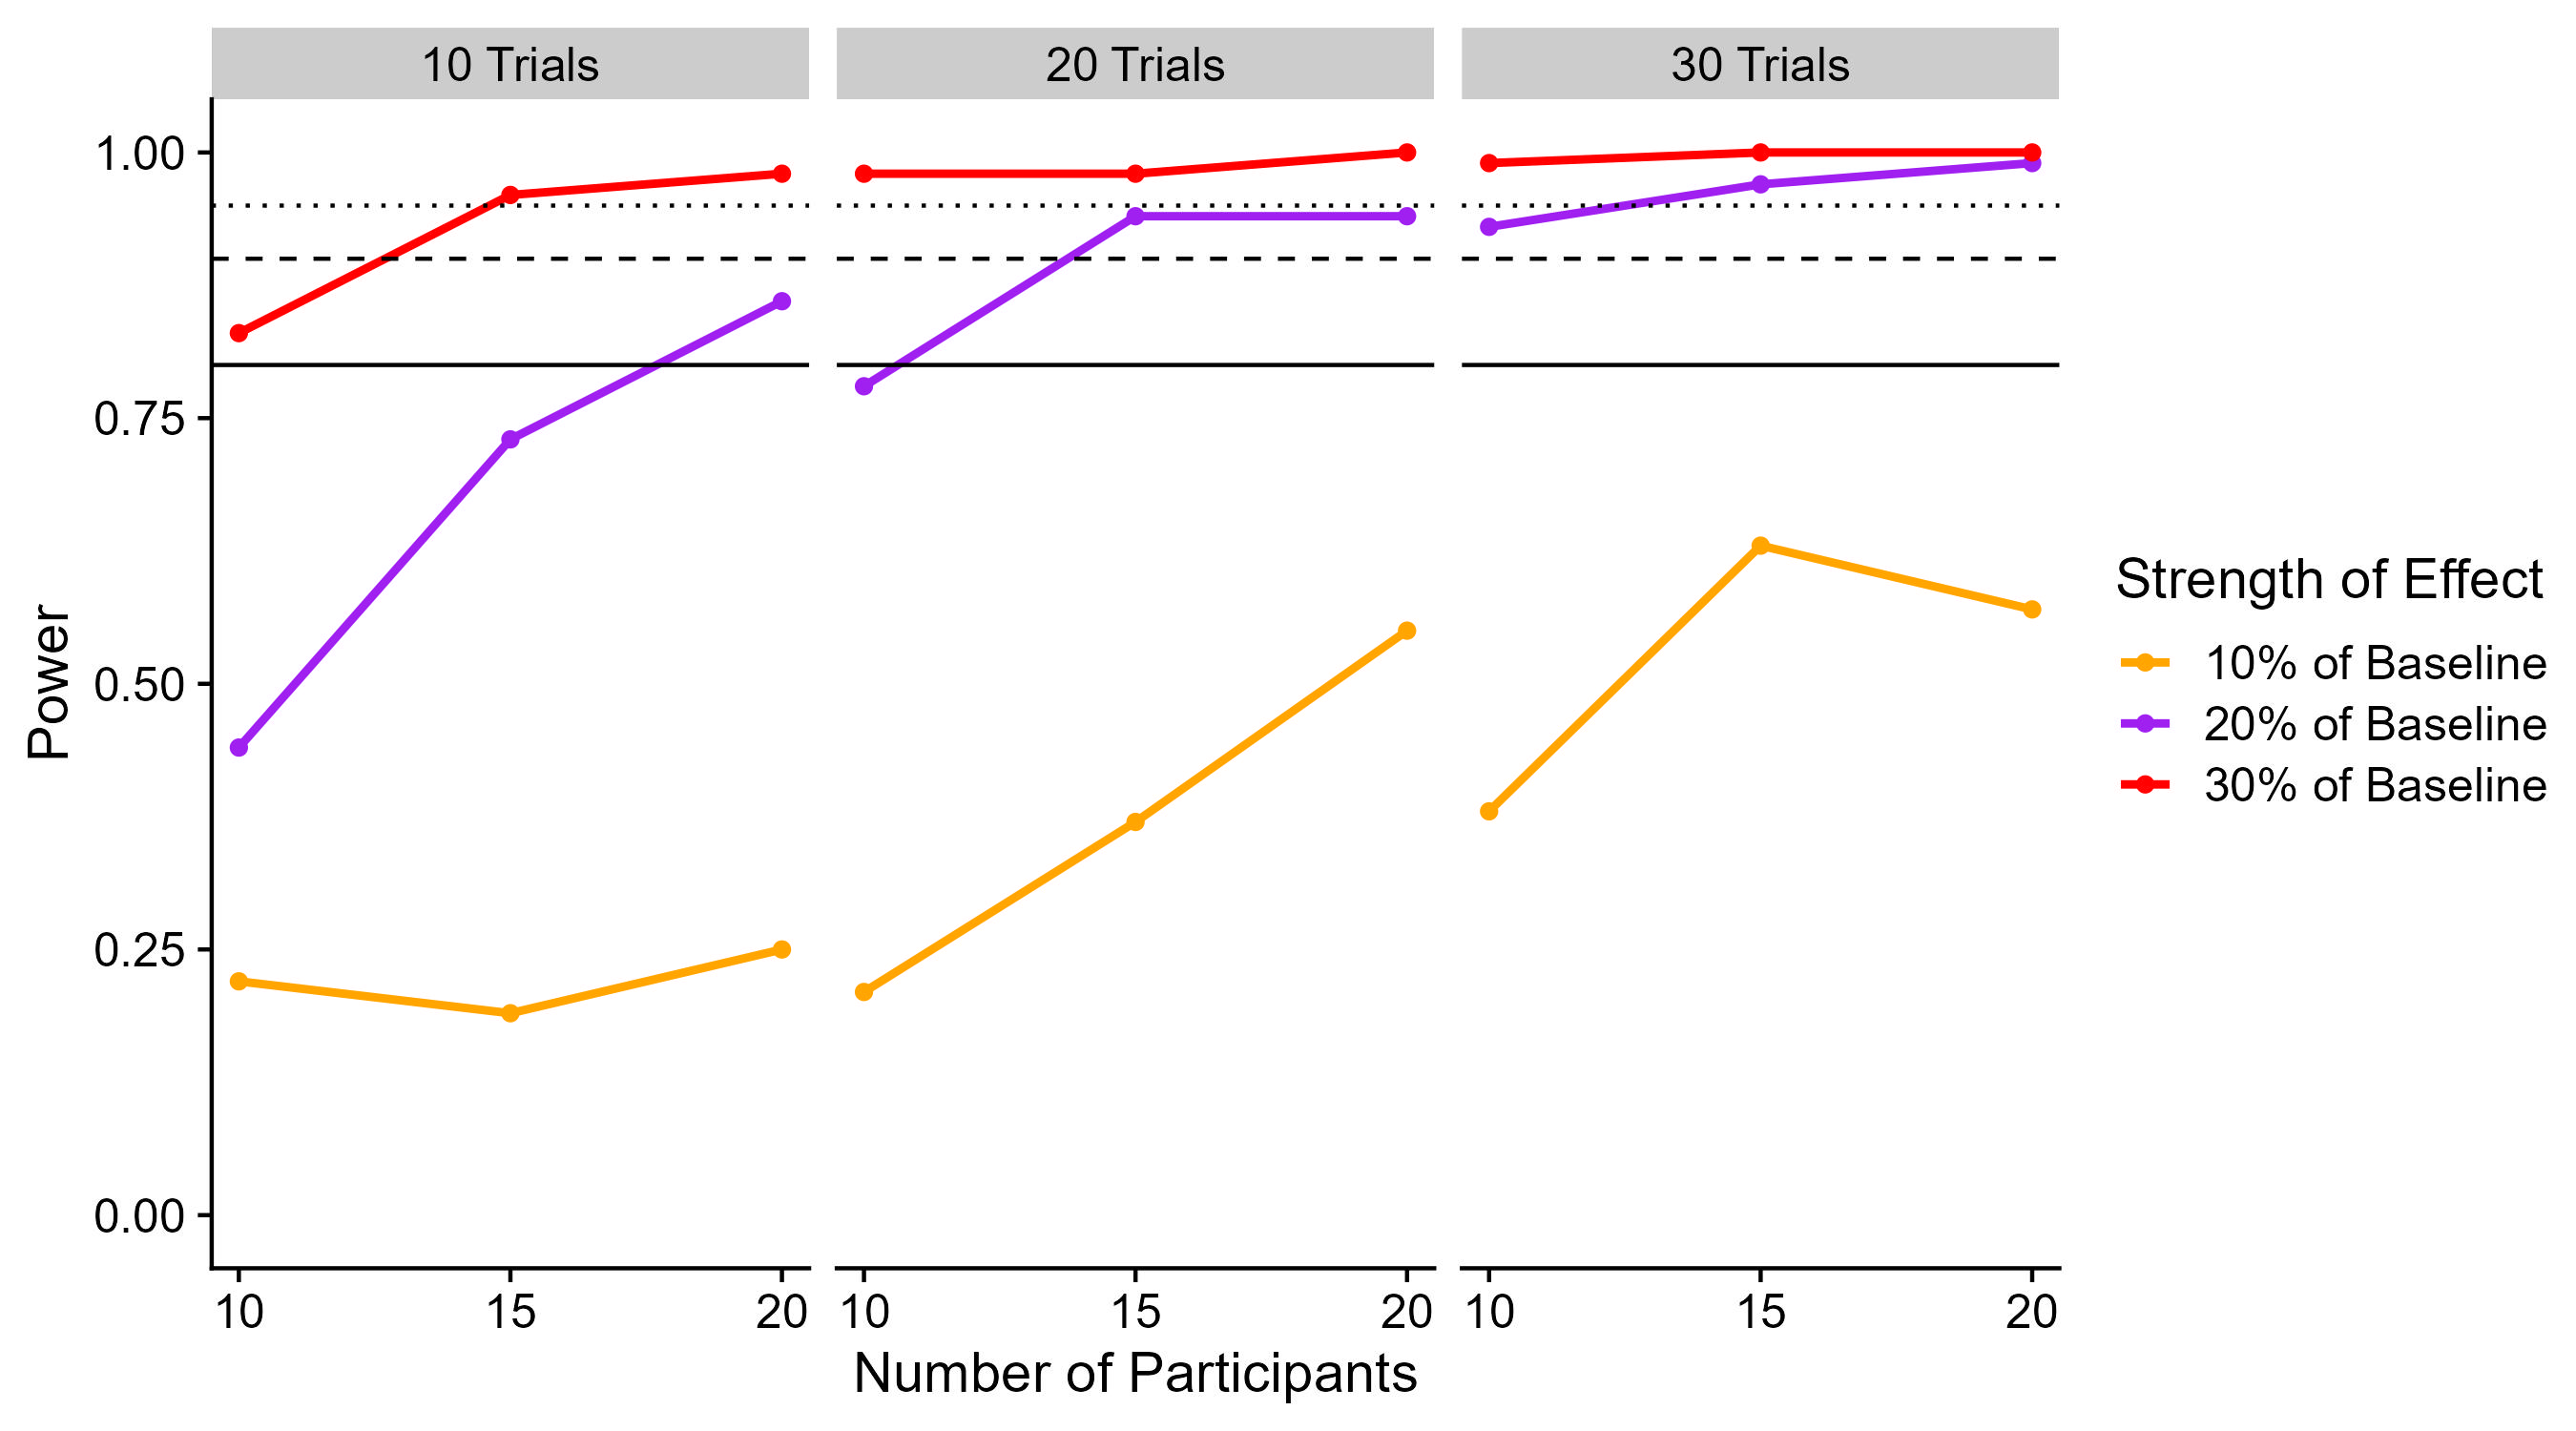 10 Trials
20 Trials
30 Trials
1.00
0.75
0.50
0.25
0.00
Power
10
15
20
10
15
20
10
15
20
Number of Participants
Strength of Effect
10% of Baseline
20% of Baseline
30% of Baseline